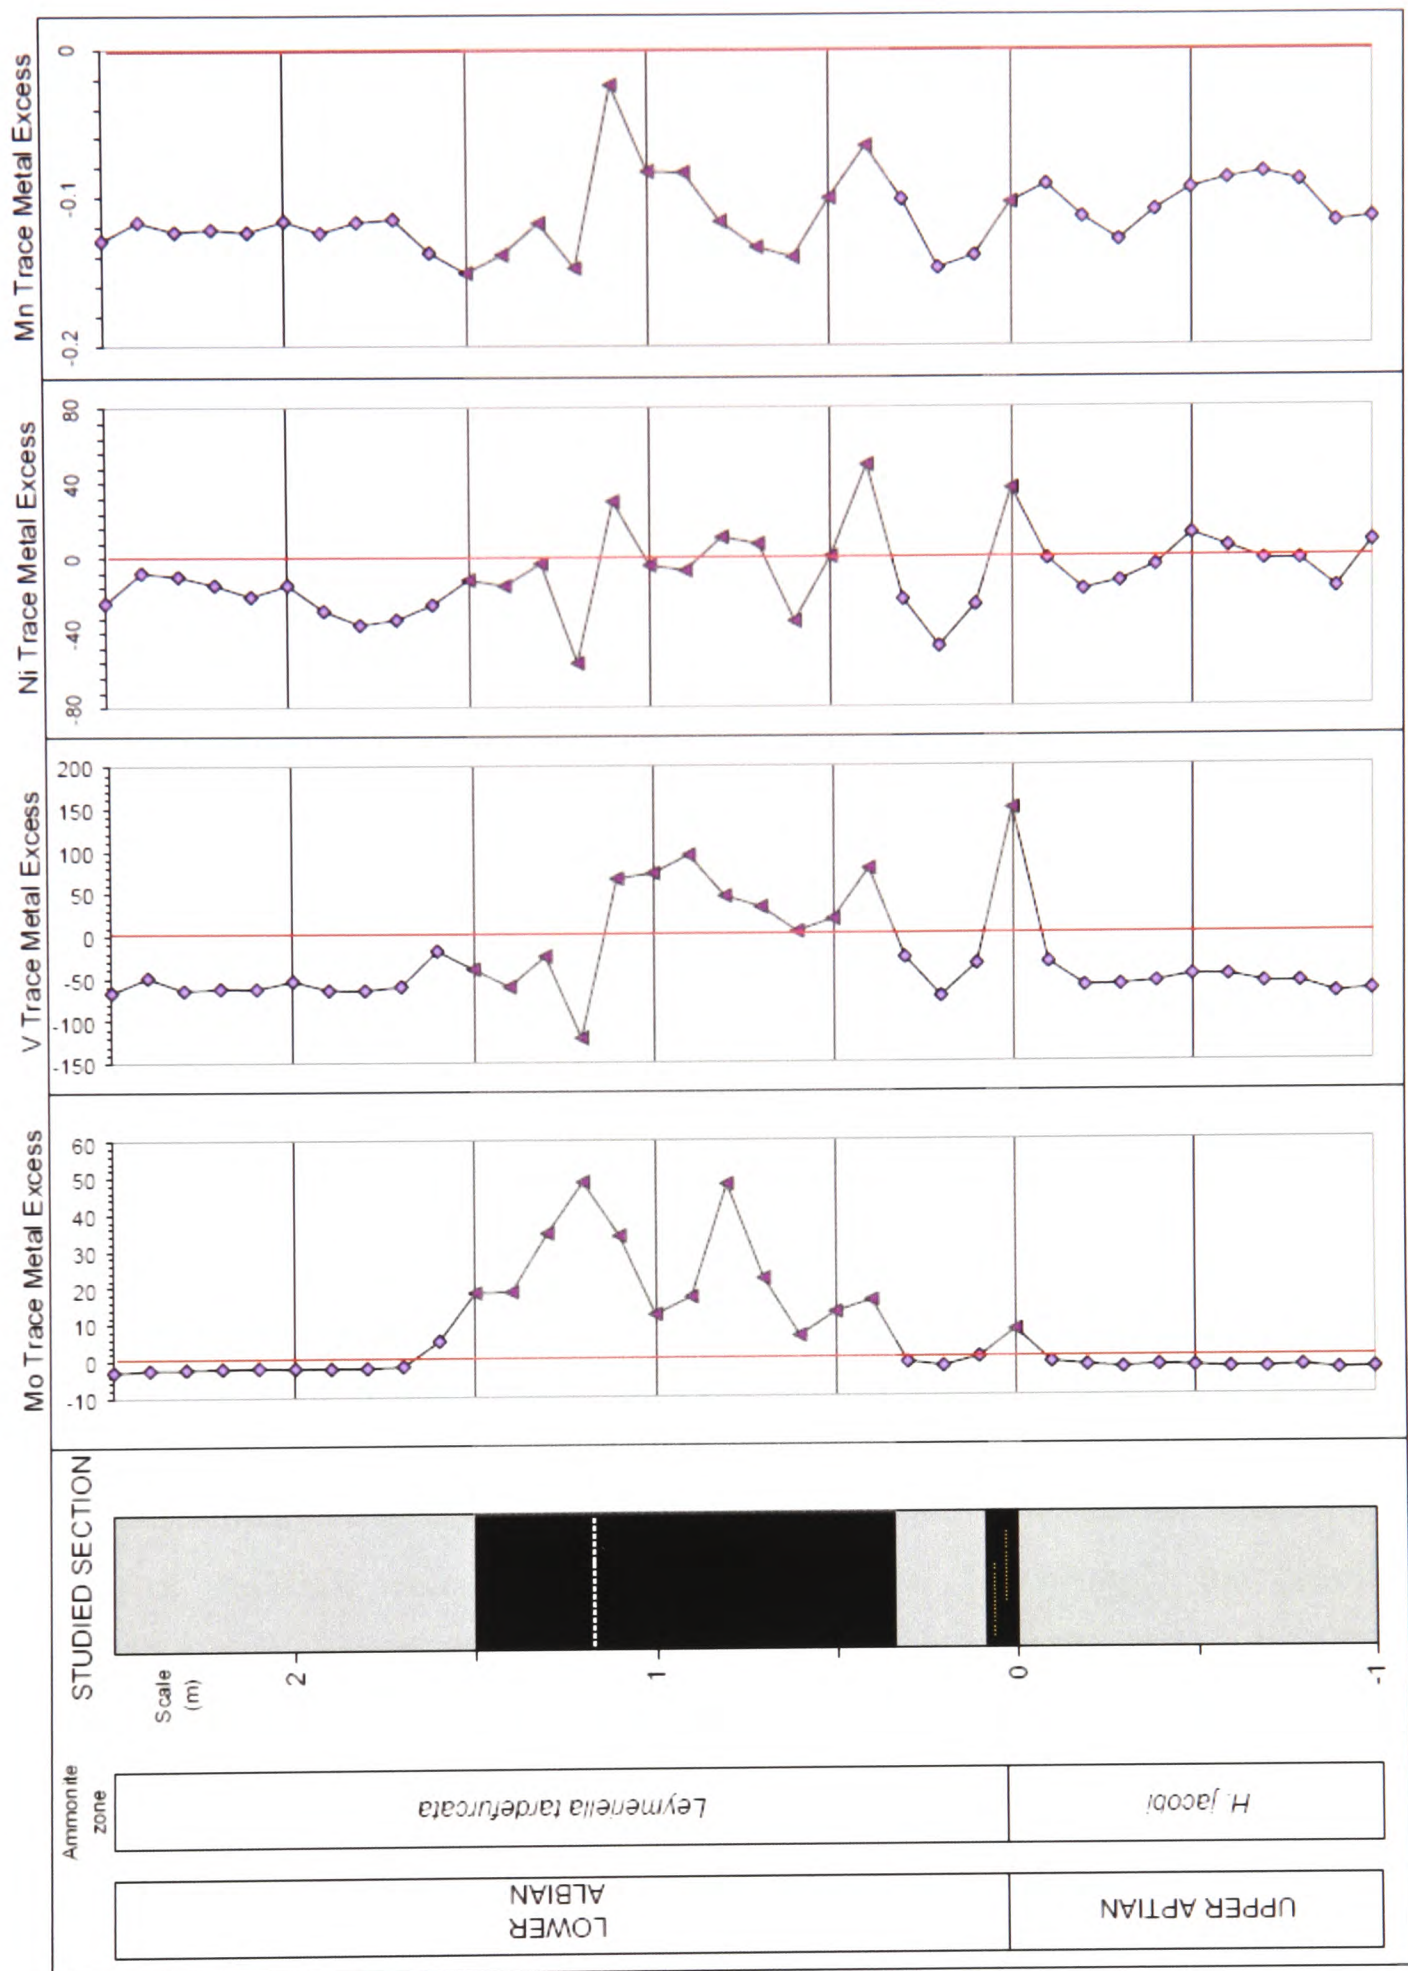 Mn Trace Metal Excess
0
-0.1
-0.2
Ni Trace Metal Excess
80
40
0
-40
-80
V Trace Metal Excess
200
150
100
50
0
-50
-100
-150
Mo Trace Metal Excess
60
50
40
30
20
10
0
-10
STUDIED SECTION
Scale
(m)
2
1
0
-1
Ammonite
zone
Leymeriella tardefurcata
H. jacobi
LOWER
ALBIAN
UPPER APTIAN